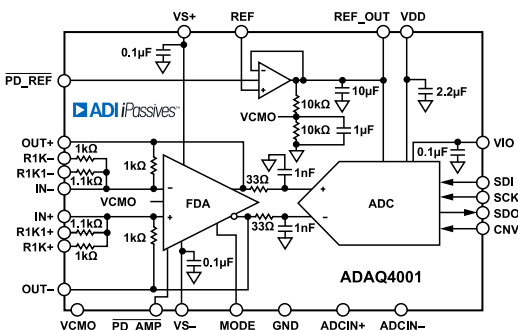 VS+ REF REF_OUT VDD
0.1µF
PD_REF
10µF 2.2µF
ADI iPassives™
10kΩ
VCMO
10kΩ 1µF
OUT+ VIO
1kΩ 0.1µF
R1K–
1kΩ 1nF
R1K1–
1.1kΩ 33Ω
IN– SDI
VCMO FDA ADC SCK
IN+ SDO
1.1kΩ 33Ω
R1K1+ CNV
1kΩ 1nF
R1K+
1kΩ
0.1µF
ADAQ4001
OUT–
VCMO PD_AMP VS– MODE GND ADCIN+ ADCIN–